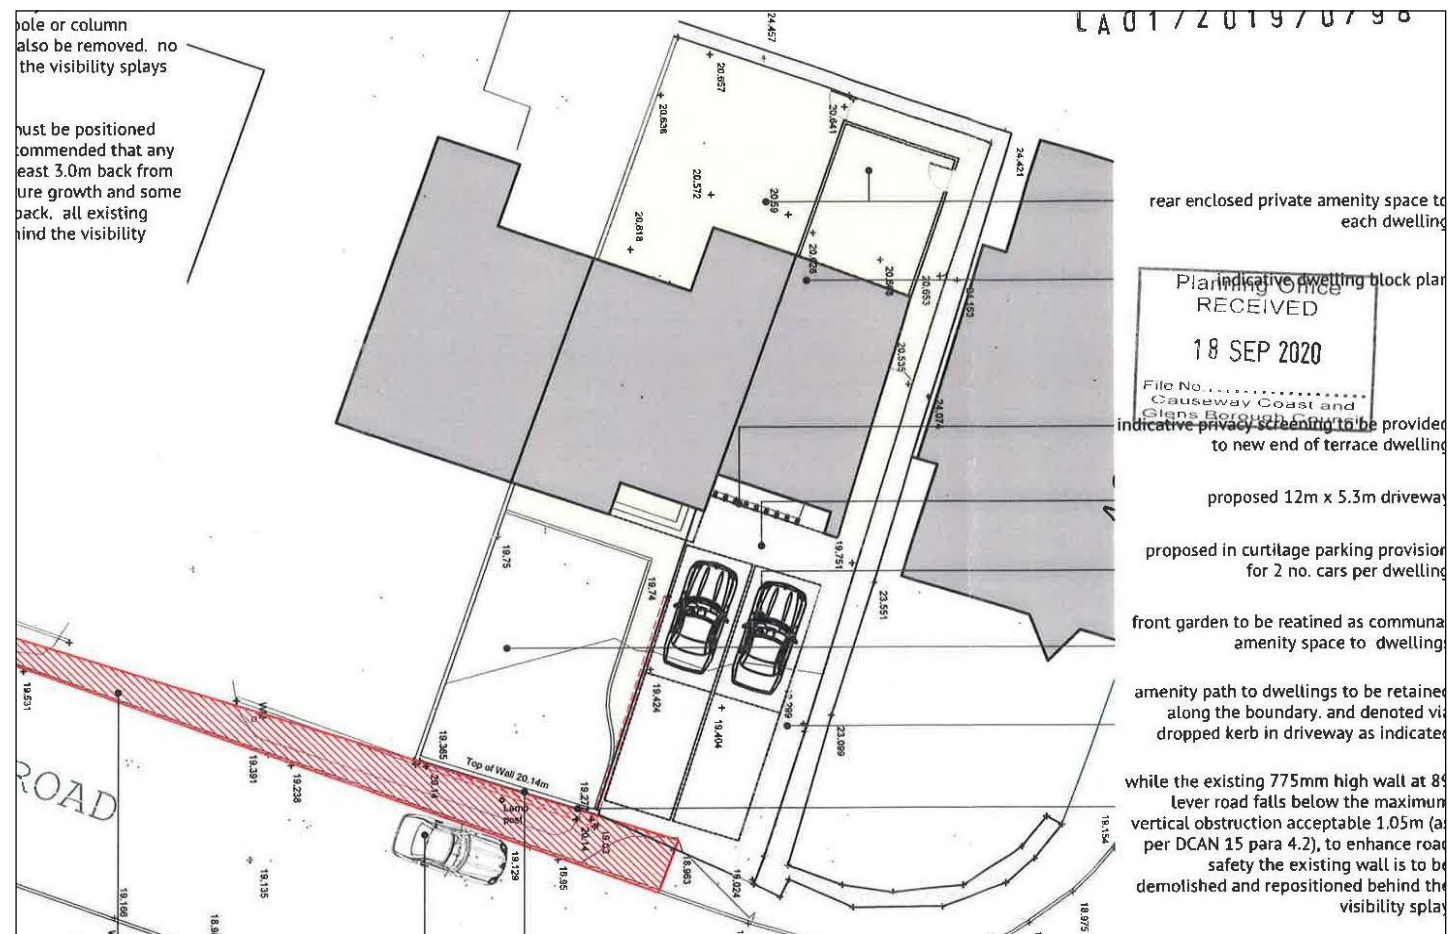 LA01/2019/0798
pole or column
also be removed. no
the visibility splays
must be positioned
commended that any
east 3.0m back from
ure growth and some
back. all existing
hind the visibility
rear enclosed private amenity space to
each dwelling
indicative dwelling block plan
Planning Office
RECEIVED
18 SEP 2020
File No
Causeway Coast and
Glens Borough Council
indicative privacy screening to be provided
to new end of terrace dwelling
proposed 12m x 5.3m driveway
proposed in curtilage parking provision
for 2 no. cars per dwelling
front garden to be reatined as communal
amenity space to dwellings
amenity path to dwellings to be retained
along the boundary. and denoted via
dropped kerb in driveway as indicated
while the existing 775mm high wall at 89
lever road falls below the maximum
vertical obstruction acceptable 1.05m (as
per DCAN 15 para 4.2), to enhance road
safety the existing wall is to be
demolished and repositioned behind the
visibility splay
24.457
20.657
20.636
20.641
24.421
20.572
20.59
20.618
20.628
20.653
24.153
20.535
24.074
19.75
19.751
19.74
23.551
19.424
19.404
23.099
19.531
19.365
Top of Wall 20.14m
20.14
19.391
19.238
Lamp
post
19.27
20.14
19.53
ROAD
19.129
18.95
18.963
19.024
19.154
19.135
19.166
18.975